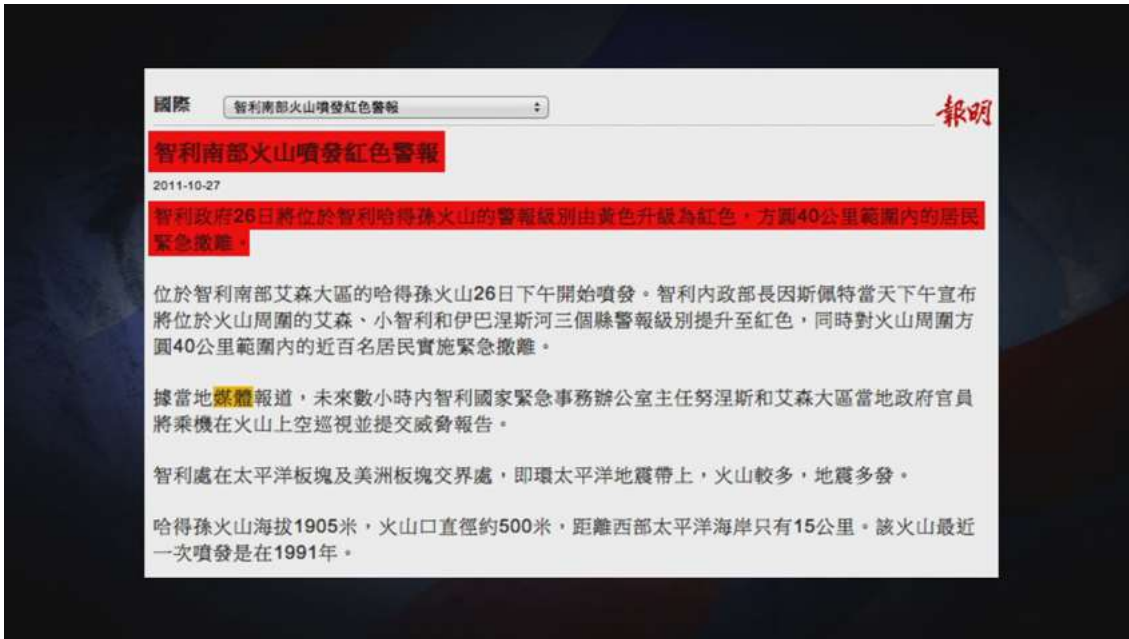 國際
智利南部火山噴發紅色警報
報明
智利南部火山噴發紅色警報
2011-10-27
智利政府26日將位於智利哈得孫火山的警報級別由黃色升級為紅色，方圓40公里範圍內的居民
緊急撤離。
位於智利南部艾森大區的哈得孫火山26日下午開始噴發。智利內政部長因斯佩特當天下午宣布
將位於火山周圍的艾森、小智利和伊巴涅斯河三個縣警報級別提升至紅色，同時對火山周圍方
圓40公里範圍內的近百名居民實施緊急撤離。
據當地媒體報道，未來數小時內智利國家緊急事務辦公室主任努涅斯和艾森大區當地政府官員
將乘機在火山上空巡視並提交威脅報告。
智利處在太平洋板塊及美洲板塊交界處，即環太平洋地震帶上，火山較多，地震多發。
哈得孫火山海拔1905米，火山口直徑約500米，距離西部太平洋海岸只有15公里。該火山最近
一次噴發是在1991年。